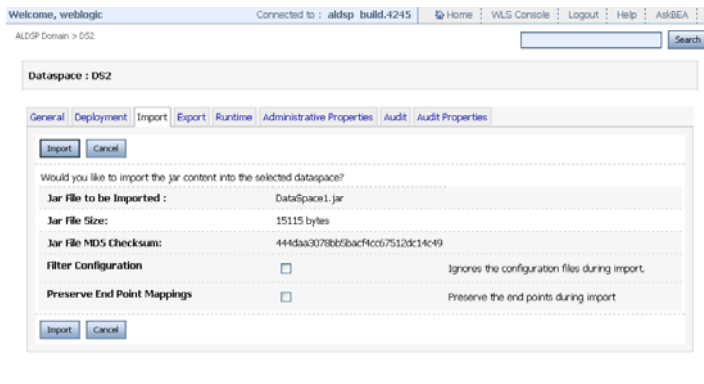 Welcome, weblogic Connected to : aldsp build.4245 Home WLS Console Logout Help AskBEA
ALDSP Domain > DS2 Search
Dataspace : DS2
General Deployment Import Export Runtime Administrative Properties Audit Audit Properties
Import Cancel
Would you like to import the jar content into the selected dataspace?
Jar File to be Imported : DataSpace1.jar
Jar File Size: 15115 bytes
Jar File MD5 Checksum: 444daa3078bb5bacf4cc67512dc14c49
Filter Configuration Ignores the configuration files during import.
Preserve End Point Mappings Preserve the end points during import
Import Cancel